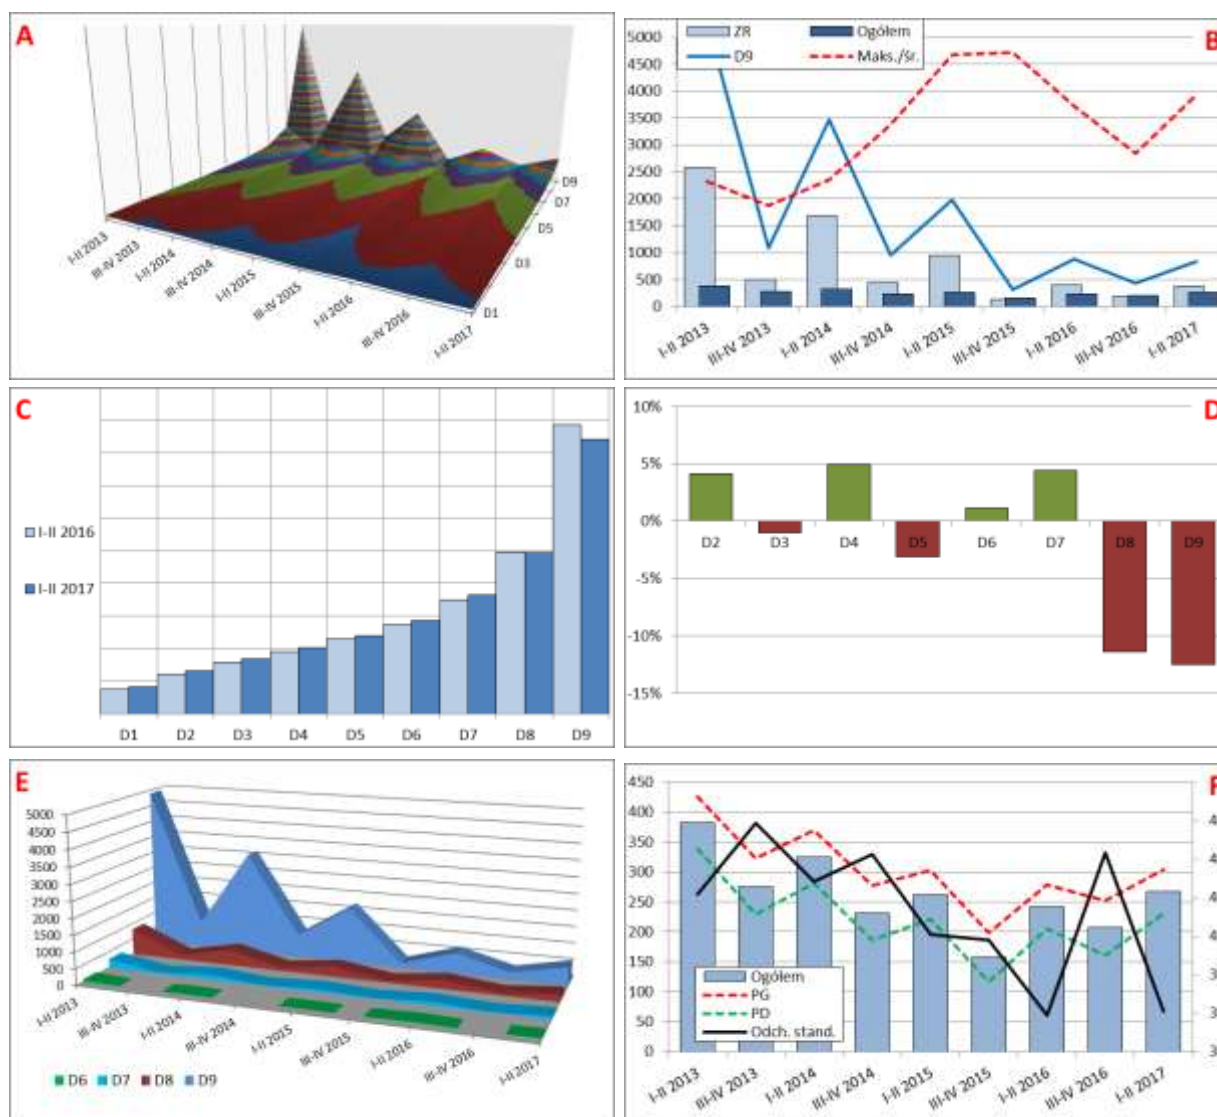 A
I-II 2013
III-IV 2013
I-II 2014
III-IV 2014
I-II 2015
III-IV 2015
I-II 2016
III-IV 2016
I-II 2017
D9
D7
D5
D3
D1
B
ZR
Ogółem
D9
Maks./śr.
5000
4500
4000
3500
3000
2500
2000
1500
1000
500
0
I-II 2013
III-IV 2013
I-II 2014
III-IV 2014
I-II 2015
III-IV 2015
I-II 2016
III-IV 2016
I-II 2017
C
I-II 2016
I-II 2017
D1 D2 D3 D4 D5 D6 D7 D8 D9
D
10%
5%
0%
-5%
-10%
-15%
D2 D3 D4 D5 D6 D7 D8 D9
E
5000
4500
4000
3500
3000
2500
2000
1500
1000
500
0
I-II 2013
III-IV 2013
I-II 2014
III-IV 2014
I-II 2015
III-IV 2015
I-II 2016
III-IV 2016
I-II 2017
D6 D7 D8 D9
450
400
350
300
250
200
150
100
50
0
Ogółem
PG
PD
Odch. stand.
I-II 2013
III-IV 2013
I-II 2014
III-IV 2014
I-II 2015
III-IV 2015
I-II 2016
III-IV 2016
I-II 2017